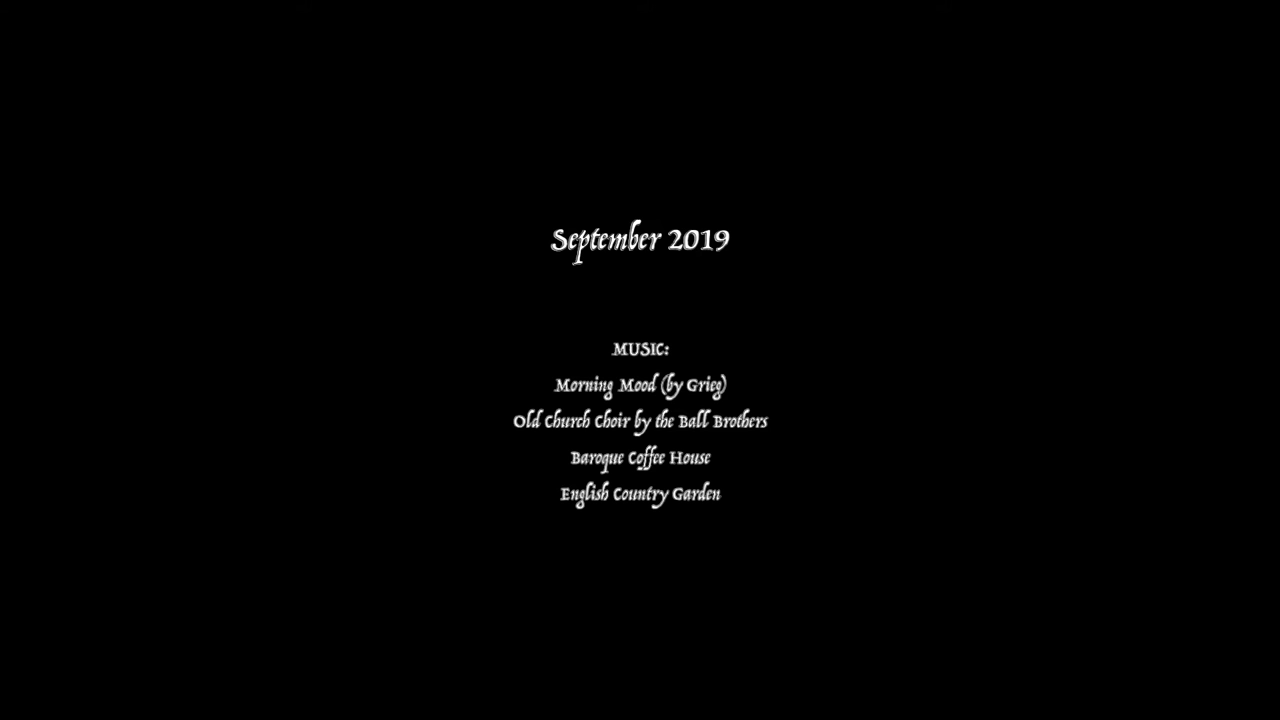 September 2019
MUSIC:
Morning Mood (by Grieg)
Old Church Choir by the Ball Brothers
Baroque Coffee House
English Country Garden